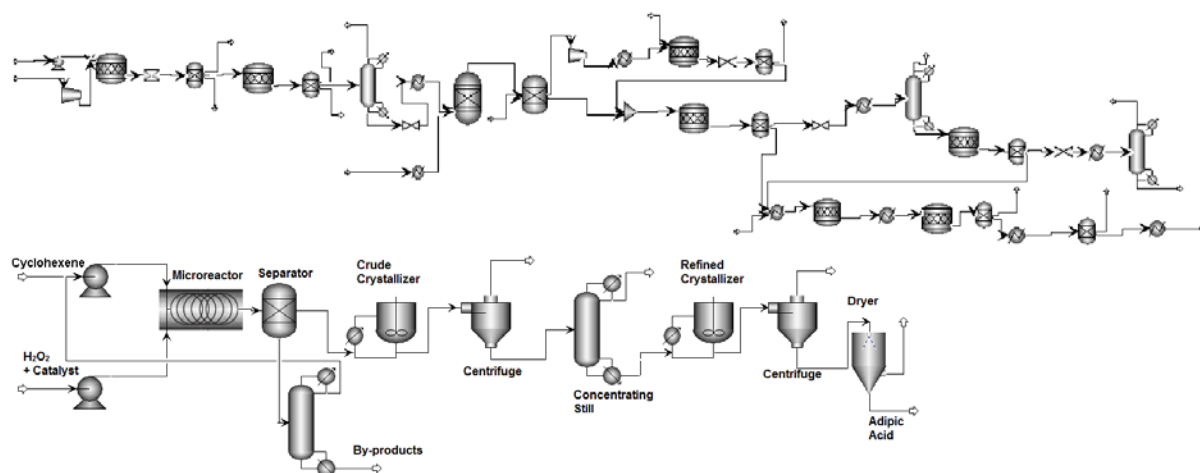 Cyclohexene
Microreactor
Separator
Crude
Crystallizer
Refined
Crystallizer
Dryer
H₂O₂
+ Catalyst
Centrifuge
Concentrating
Still
Centrifuge
By-products
Adipic
Acid